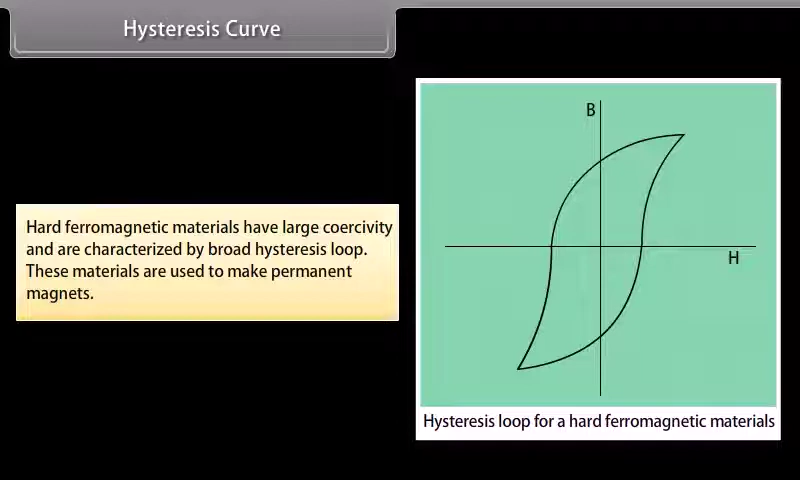 Hysteresis Curve
Hard ferromagnetic materials have large coercivity
and are characterized by broad hysteresis loop.
These materials are used to make permanent
magnets.
B
H
Hysteresis loop for a hard ferromagnetic materials